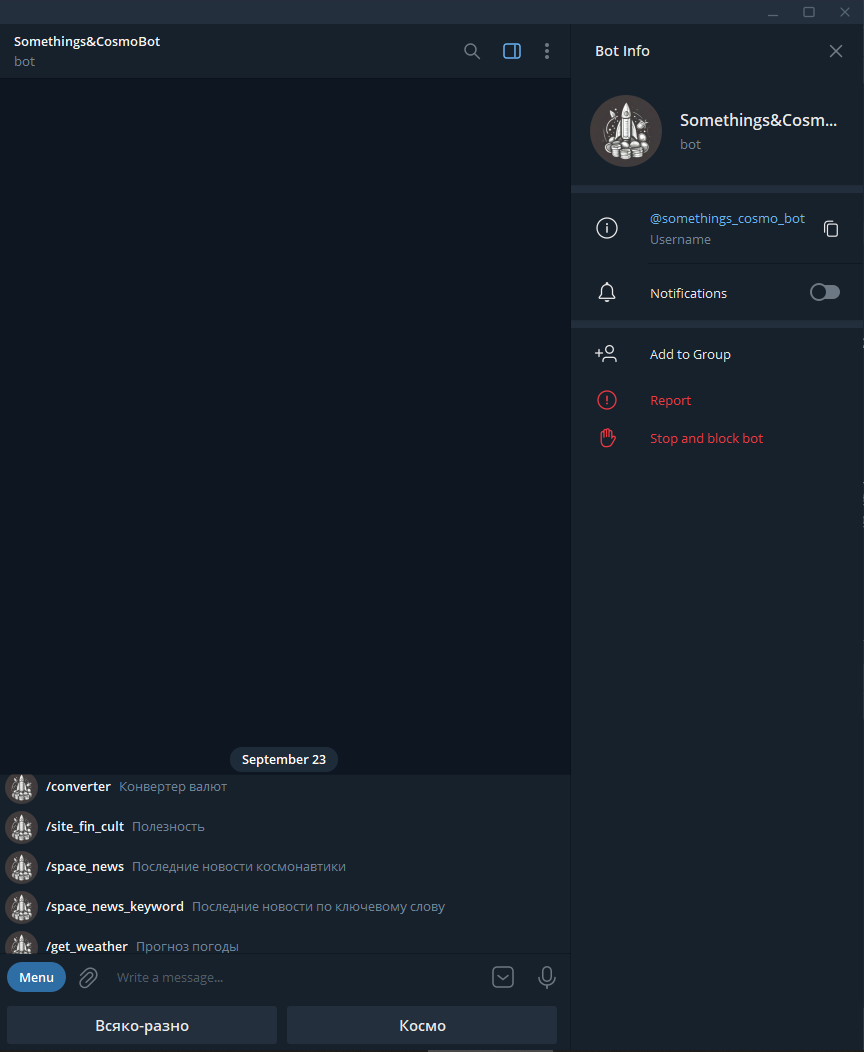 Somethings&CosmoBot
bot
Bot Info
Somethings&Cosm...
bot
@somethings_cosmo_bot
Username
Notifications
Add to Group
Report
Stop and block bot
September 23
/converter Конвертер валют
/site_fin_cult Полезность
/space_news Последние новости космонавтики
/space_news_keyword Последние новости по ключевому слову
/get_weather Прогноз погоды
Menu
Write a message...
Всяко-разно
Космо